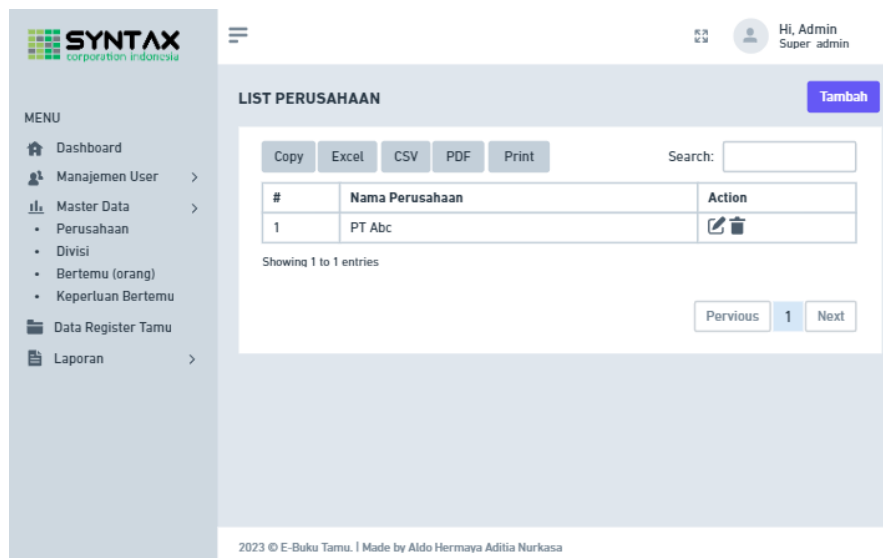 SYNTAX
corporation indonesia
Hi, Admin
Super admin
MENU
Dashboard
Manajemen User
Master Data
Perusahaan
Divisi
Bertemu (orang)
Keperluan Bertemu
Data Register Tamu
Laporan
LIST PERUSAHAAN
Tambah
Copy Excel CSV PDF Print Search:
# Nama Perusahaan Action
1 PT Abc
Showing 1 to 1 entries
Pervious 1 Next
2023 © E-Buku Tamu. | Made by Aldo Hermaya Aditia Nurkasa